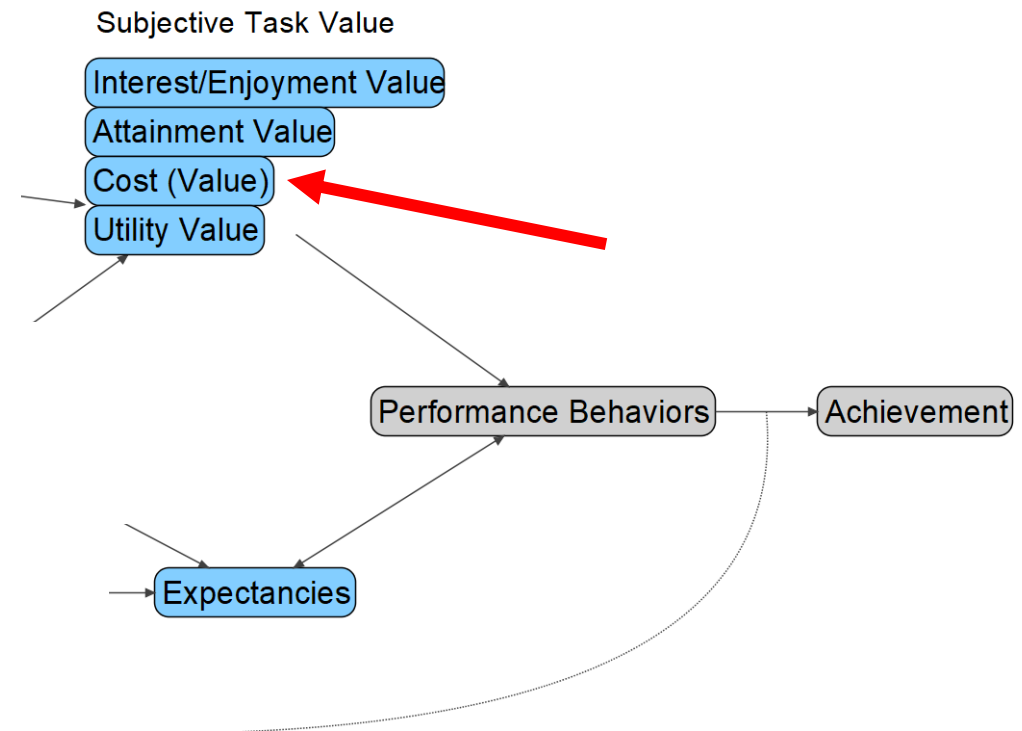 Subjective Task Value
Interest/Enjoyment Value
Attainment Value
Cost (Value)
Utility Value
Performance Behaviors
Achievement
Expectancies